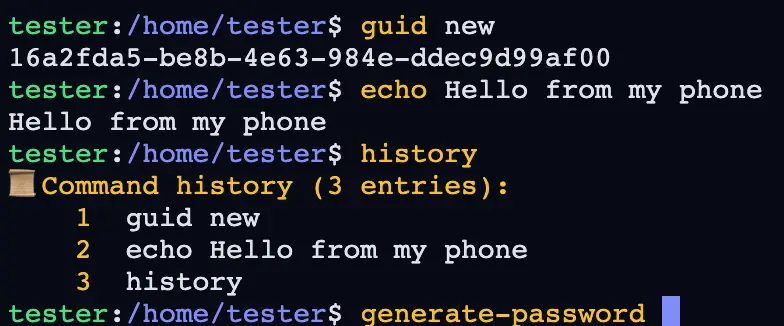 tester:/home/tester$ guid new
16a2fda5-be8b-4e63-984e-ddec9d99af00
tester:/home/tester$ echo Hello from my phone
Hello from my phone
tester:/home/tester$ history
📜Command history (3 entries):
1 guid new
2 echo Hello from my phone
3 history
tester:/home/tester$ generate-password